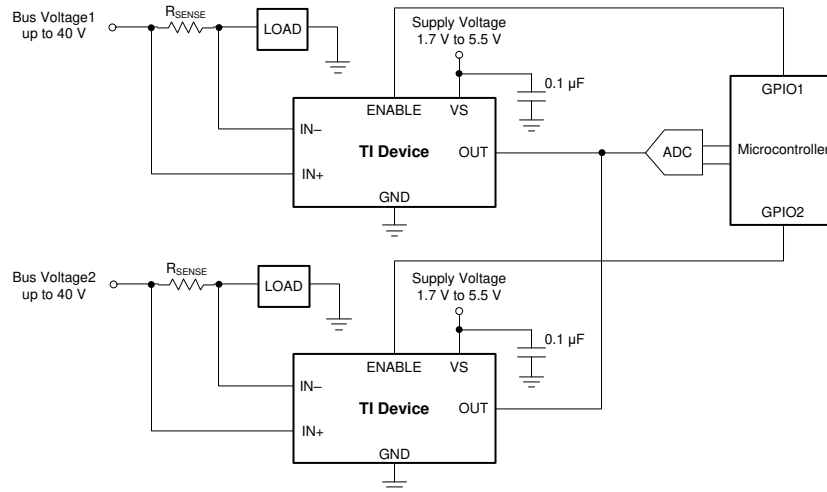 Bus Voltage1
up to 40 V
RSENSE
LOAD
Supply Voltage
1.7 V to 5.5 V
0.1 µF
ENABLE
VS
IN−
TI Device
OUT
IN+
GND
ADC
GPIO1
Microcontroller
GPIO2
Bus Voltage2
up to 40 V
RSENSE
LOAD
Supply Voltage
1.7 V to 5.5 V
0.1 µF
ENABLE
VS
IN−
TI Device
OUT
IN+
GND